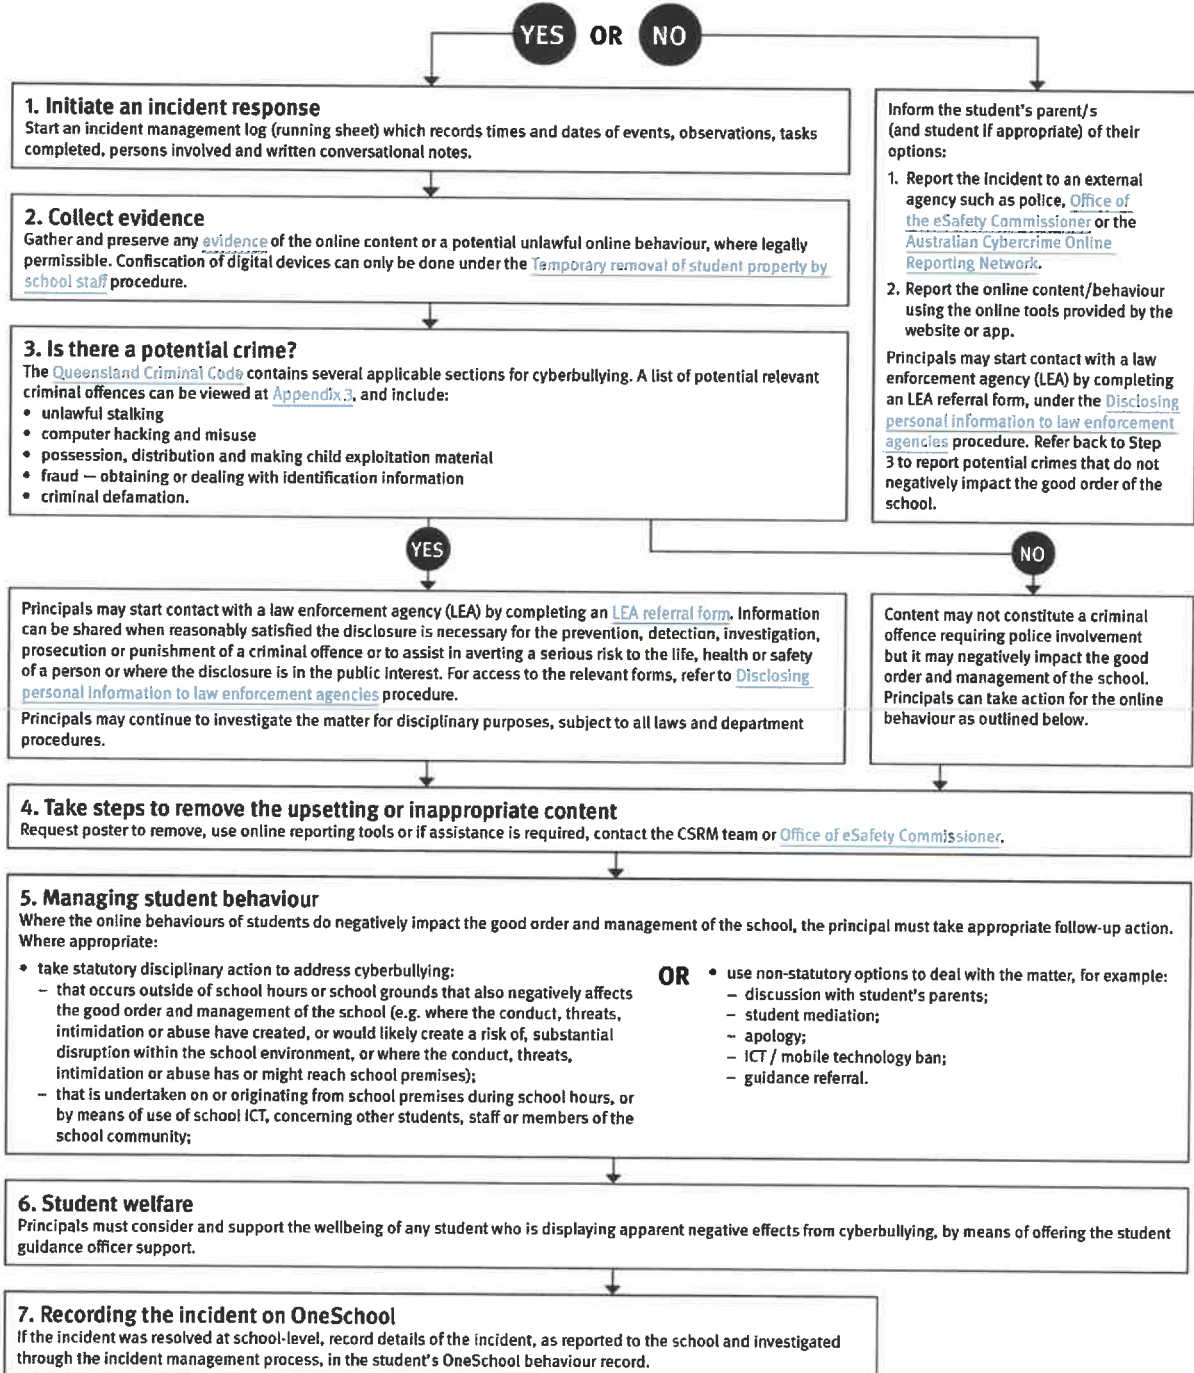 YES OR NO
1. Initiate an incident response
Start an incident management log (running sheet) which records times and dates of events, observations, tasks
completed, persons involved and written conversational notes.
2. Collect evidence
Gather and preserve any evidence of the online content or a potential unlawful online behaviour, where legally
permissible. Confiscation of digital devices can only be done under the Temporary removal of student property by
school staff procedure.
3. Is there a potential crime?
The Queensland Criminal Code contains several applicable sections for cyberbullying. A list of potential relevant
criminal offences can be viewed at Appendix 3, and include:
• unlawful stalking
• computer hacking and misuse
• possession, distribution and making child exploitation material
• fraud — obtaining or dealing with identification information
• criminal defamation.
Inform the student's parent/s
(and student if appropriate) of their
options:
1. Report the incident to an external
agency such as police, Office of
the eSafety Commissioner or the
Australian Cybercrime Online
Reporting Network.
2. Report the online content/behaviour
using the online tools provided by the
website or app.
Principals may start contact with a law
enforcement agency (LEA) by completing
an LEA referral form, under the Disclosing
personal information to law enforcement
agencies procedure. Refer back to Step
3 to report potential crimes that do not
negatively impact the good order of the
school.
YES
NO
Principals may start contact with a law enforcement agency (LEA) by completing an LEA referral form. Information
can be shared when reasonably satisfied the disclosure is necessary for the prevention, detection, investigation,
prosecution or punishment of a criminal offence or to assist in averting a serious risk to the life, health or safety
of a person or where the disclosure is in the public interest. For access to the relevant forms, refer to Disclosing
personal information to law enforcement agencies procedure.
Principals may continue to investigate the matter for disciplinary purposes, subject to all laws and department
procedures.
Content may not constitute a criminal
offence requiring police involvement
but it may negatively impact the good
order and management of the school.
Principals can take action for the online
behaviour as outlined below.
4. Take steps to remove the upsetting or inappropriate content
Request poster to remove, use online reporting tools or if assistance is required, contact the CSRM team or Office of eSafety Commissioner.
5. Managing student behaviour
Where the online behaviours of students do negatively impact the good order and management of the school, the principal must take appropriate follow-up action.
Where appropriate:
• take statutory disciplinary action to address cyberbullying:
– that occurs outside of school hours or school grounds that also negatively affects
the good order and management of the school (e.g. where the conduct, threats,
intimidation or abuse have created, or would likely create a risk of, substantial
disruption within the school environment, or where the conduct, threats,
intimidation or abuse has or might reach school premises);
– that is undertaken on or originating from school premises during school hours, or
by means of use of school ICT, concerning other students, staff or members of the
school community;
OR
• use non-statutory options to deal with the matter, for example:
– discussion with student's parents;
– student mediation;
– apology;
– ICT / mobile technology ban;
– guidance referral.
6. Student welfare
Principals must consider and support the wellbeing of any student who is displaying apparent negative effects from cyberbullying, by means of offering the student
guidance officer support.
7. Recording the incident on OneSchool
If the incident was resolved at school-level, record details of the incident, as reported to the school and investigated
through the incident management process, in the student's OneSchool behaviour record.